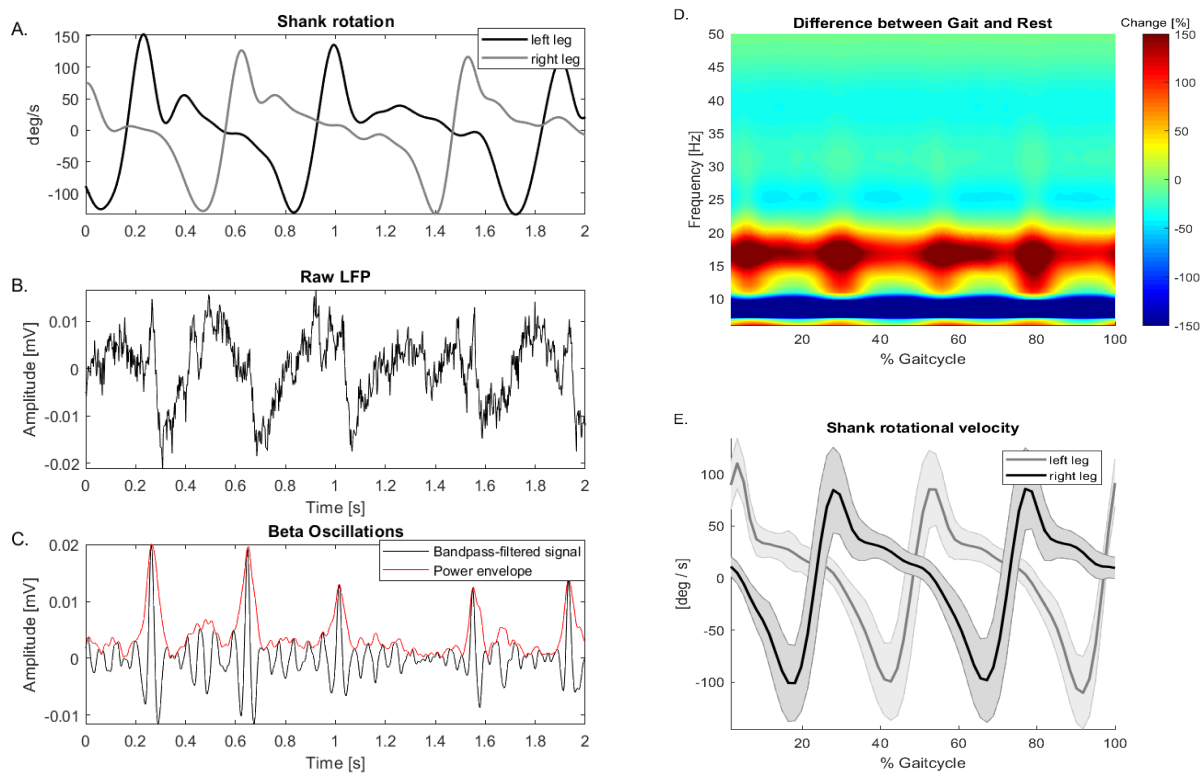 A.
Shank rotation
left leg
right leg
150
100
50
0
-50
-100
deg/s
0 0.2 0.4 0.6 0.8 1 1.2 1.4 1.6 1.8 2
B.
Raw LFP
0.01
0
-0.01
-0.02
Amplitude [mV]
0 0.2 0.4 0.6 0.8 1 1.2 1.4 1.6 1.8 2
Time [s]
C.
Beta Oscillations
Bandpass-filtered signal
Power envelope
0.02
0.01
0
-0.01
Amplitude [mV]
0 0.2 0.4 0.6 0.8 1 1.2 1.4 1.6 1.8 2
Time [s]
D.
Difference between Gait and Rest
Change [%]
50
45
40
35
30
25
20
15
10
Frequency [Hz]
20 40 60 80 100
% Gaitcycle
150
100
50
0
-50
-100
-150
E.
Shank rotational velocity
left leg
right leg
100
50
0
-50
-100
[deg / s]
20 40 60 80 100
% Gaitcycle